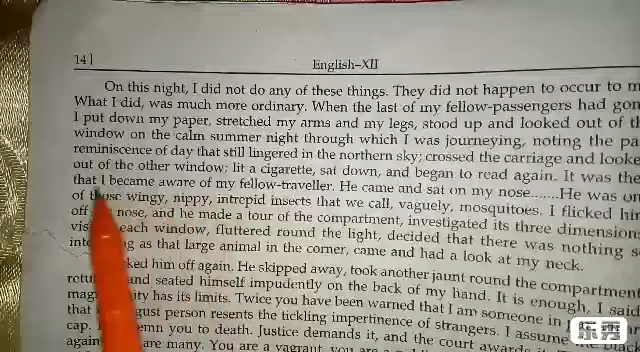 14]
English–XII
On this night, I did not do any of these things. They did not happen to occur to
What I did, was much more ordinary. When the last of my fellow-passengers had
I put down my paper, stretched my arms and my legs, stood up and looked out of
window on the calm summer night through which I was journeying, noting the
reminiscence of day that still lingered in the northern sky; crossed the carriage and
out of the other window; lit a cigarette, sat down, and began to read again. It was
that I became aware of my fellow-traveller. He came and sat on my nose.......He was
of those wingy, nippy, intrepid insects that we call, vaguely, mosquitoes. I flicked
off nose, and he made a tour of the compartment, investigated its three
each window, fluttered round the light, decided that there was nothing
as that large animal in the corner, came and had a look at my neck.
him off again. He skipped away, took another jaunt round the compartment
and seated himself impudently on the back of my hand. It is enough, I said
has its limits. Twice you have been warned that I am someone in
that person resents the tickling impertinence of strangers. I assume
cap. you to death. Justice demands it, and the court awards
are many. You are a vagrant, you are a
乐秀